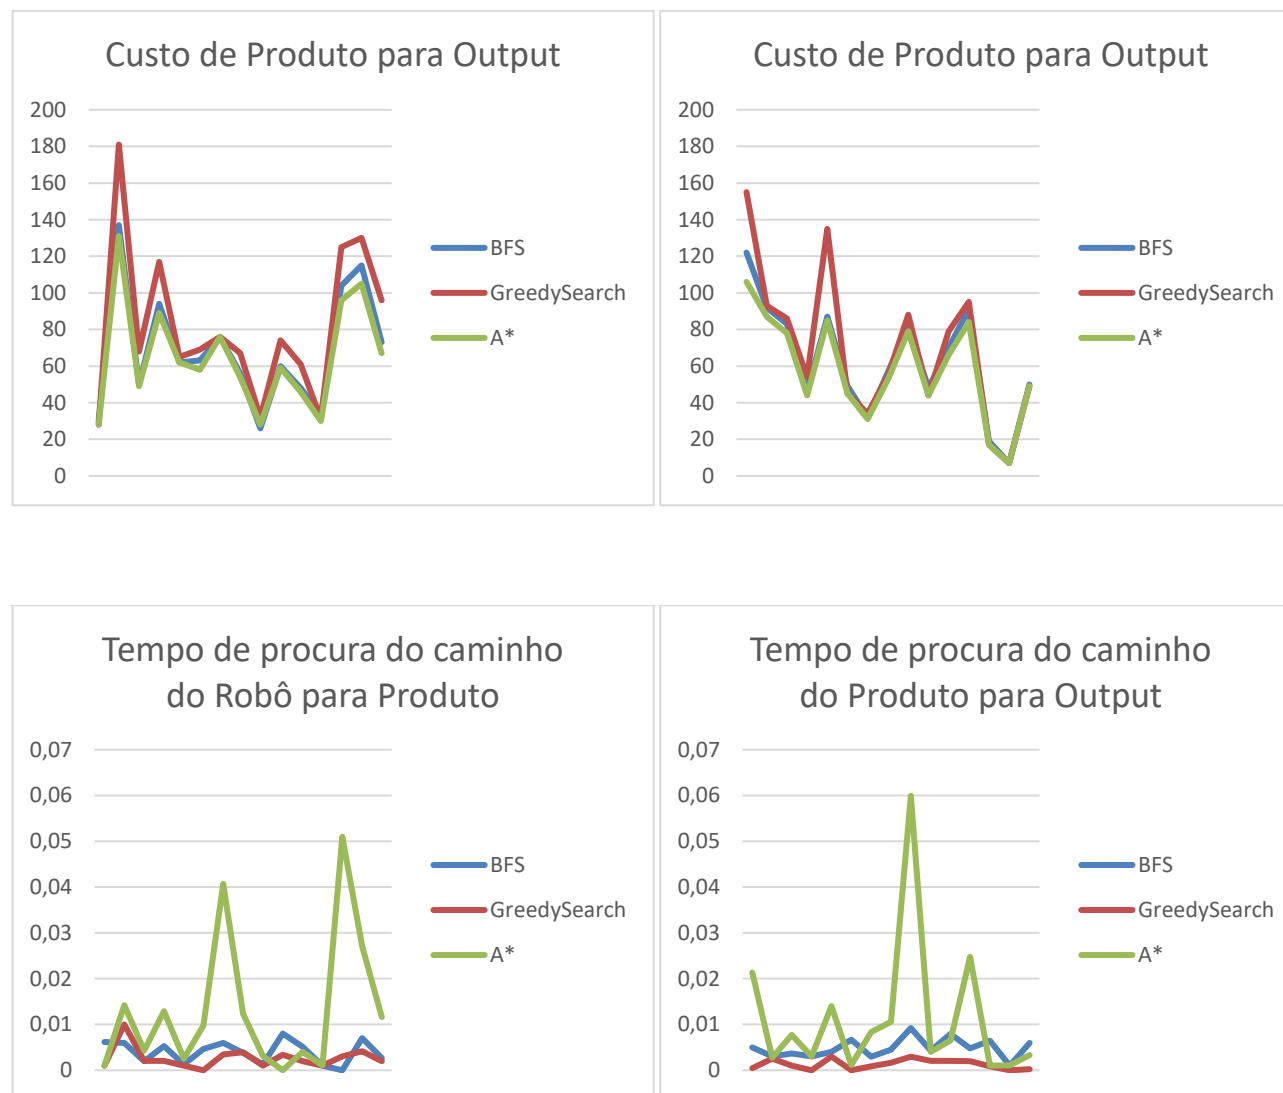 Custo de Produto para Output
200
180
160
140
120
100
80
60
40
20
0
BFS
GreedySearch
A*
Custo de Produto para Output
200
180
160
140
120
100
80
60
40
20
0
BFS
GreedySearch
A*
Tempo de procura do caminho
do Robô para Produto
0,07
0,06
0,05
0,04
0,03
0,02
0,01
0
BFS
GreedySearch
A*
Tempo de procura do caminho
do Produto para Output
0,07
0,06
0,05
0,04
0,03
0,02
0,01
0
BFS
GreedySearch
A*